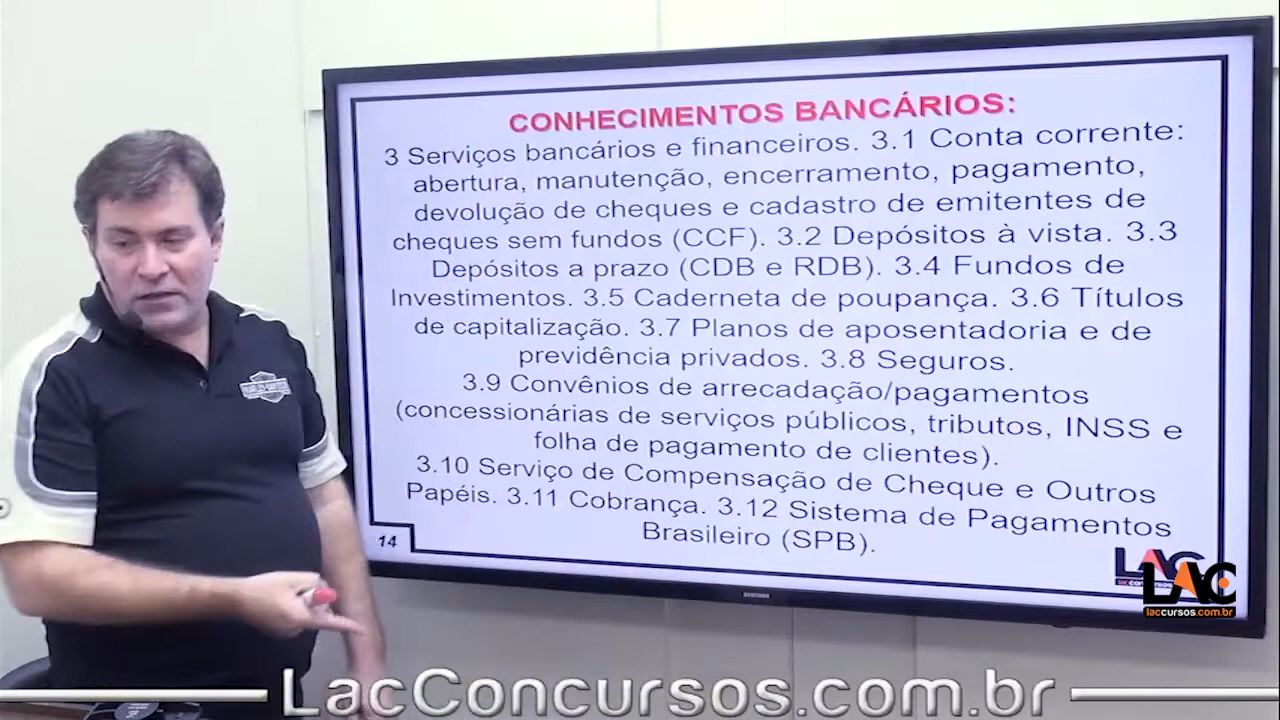 CONHECIMENTOS BANCÁRIOS:
3 Serviços bancários e financeiros. 3.1 Conta corrente:
abertura, manutenção, encerramento, pagamento,
devolução de cheques e cadastro de emitentes de
cheques sem fundos (CCF). 3.2 Depósitos à vista. 3.3
Depósitos a prazo (CDB e RDB). 3.4 Fundos de
Investimentos. 3.5 Caderneta de poupança. 3.6 Títulos
de capitalização. 3.7 Planos de aposentadoria e de
previdência privados. 3.8 Seguros.
3.9 Convênios de arrecadação/pagamentos
(concessionárias de serviços públicos, tributos, INSS e
folha de pagamento de clientes).
3.10 Serviço de Compensação de Cheque e Outros
Papéis. 3.11 Cobrança. 3.12 Sistema de Pagamentos
Brasileiro (SPB).
14
LAC
LAC
laccursos.com.br
SAMSUNG
LacConcursos.com.br